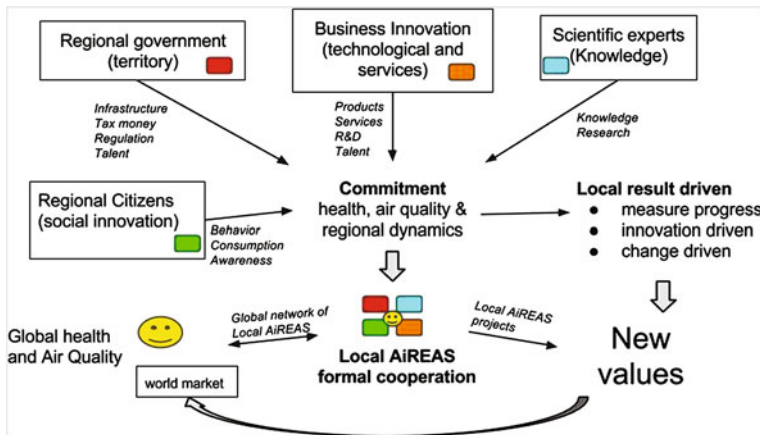 Regional government
(territory)
Business Innovation
(technological and
services)
Scientific experts
(Knowledge)
Infrastructure
Tax money
Regulation
Talent
Products
Services
R&D
Talent
Knowledge
Research
Regional Citizens
(social innovation)
Behavior
Consumption
Awareness
Commitment
health, air quality &
regional dynamics
Local result driven
● measure progress
● innovation driven
● change driven
Global health
and Air Quality
Global network of
Local AiREAS
Local AiREAS
projects
Local AiREAS
formal cooperation
New
values
world market